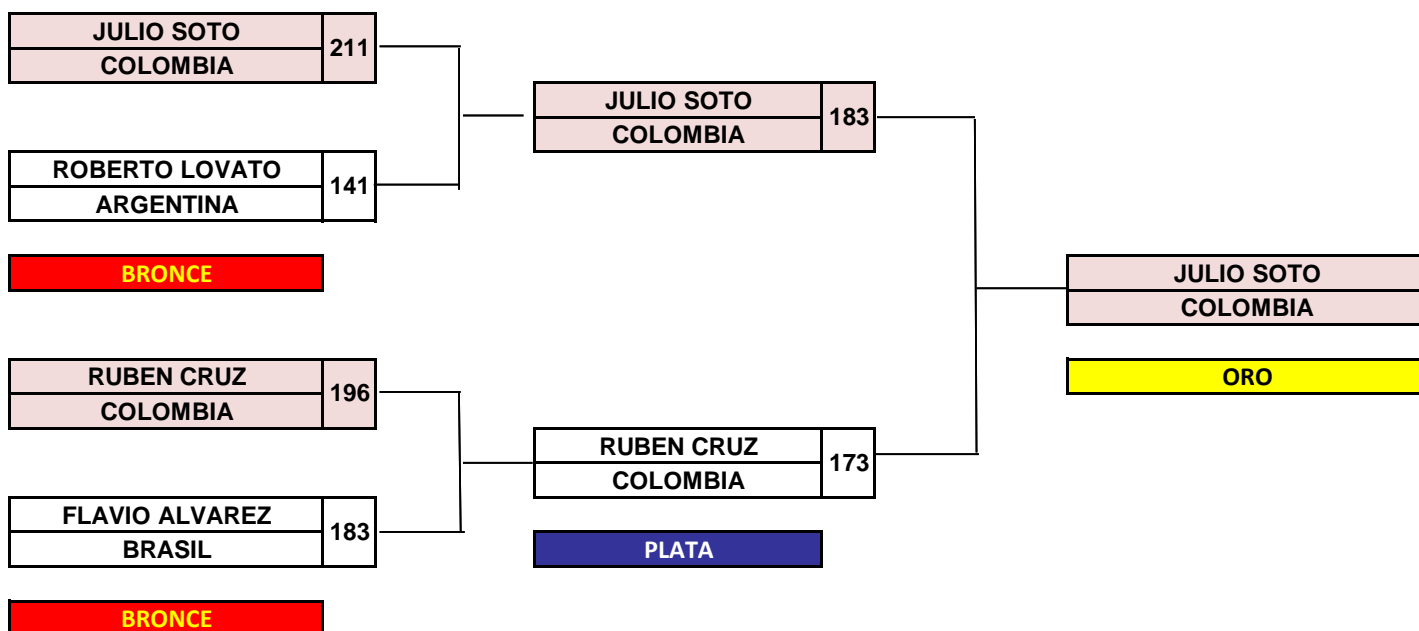 JULIO SOTO
211
COLOMBIA
ROBERTO LOVATO
141
ARGENTINA
BRONCE
RUBEN CRUZ
196
COLOMBIA
FLAVIO ALVAREZ
183
BRASIL
BRONCE
JULIO SOTO
183
COLOMBIA
RUBEN CRUZ
173
COLOMBIA
PLATA
JULIO SOTO
COLOMBIA
ORO